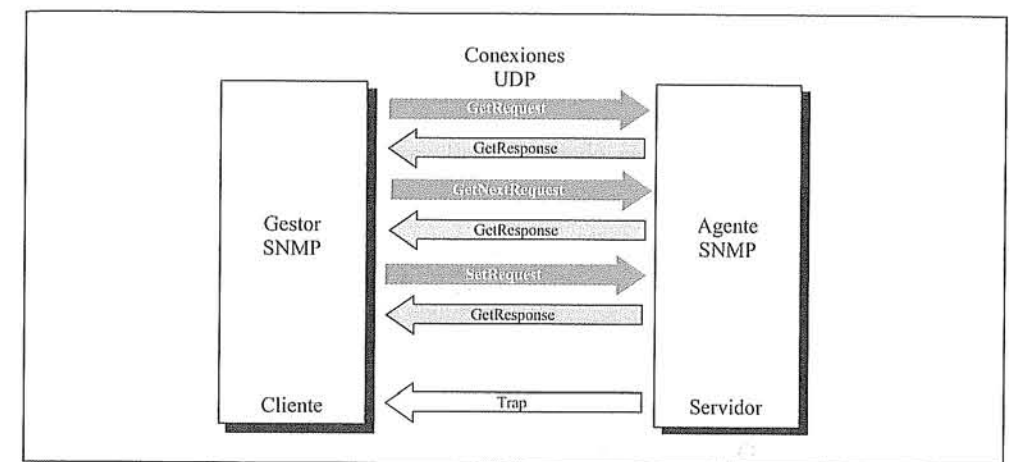 Conexiones
UDP
GetRequest
GetResponse
GetNextRequest
GetResponse
SetRequest
GetResponse
Trap
Gestor
SNMP
Cliente
Agente
SNMP
Servidor